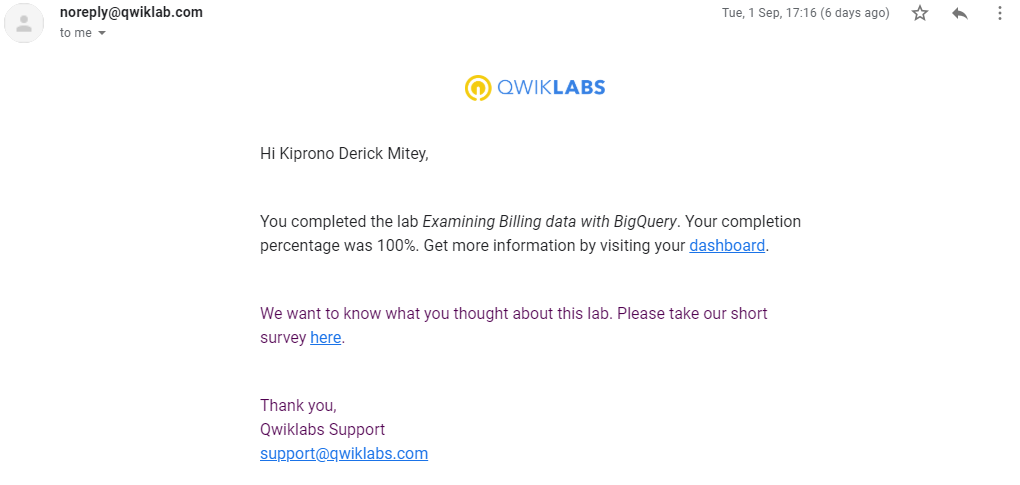 noreply@qwiklab.com
Tue, 1 Sep, 17:16 (6 days ago)
to me
QWIKLABS
Hi Kiprono Derick Mitey,
You completed the lab Examining Billing data with BigQuery. Your completion
percentage was 100%. Get more information by visiting your dashboard.
We want to know what you thought about this lab. Please take our short
survey here.
Thank you,
Qwiklabs Support
support@qwiklabs.com